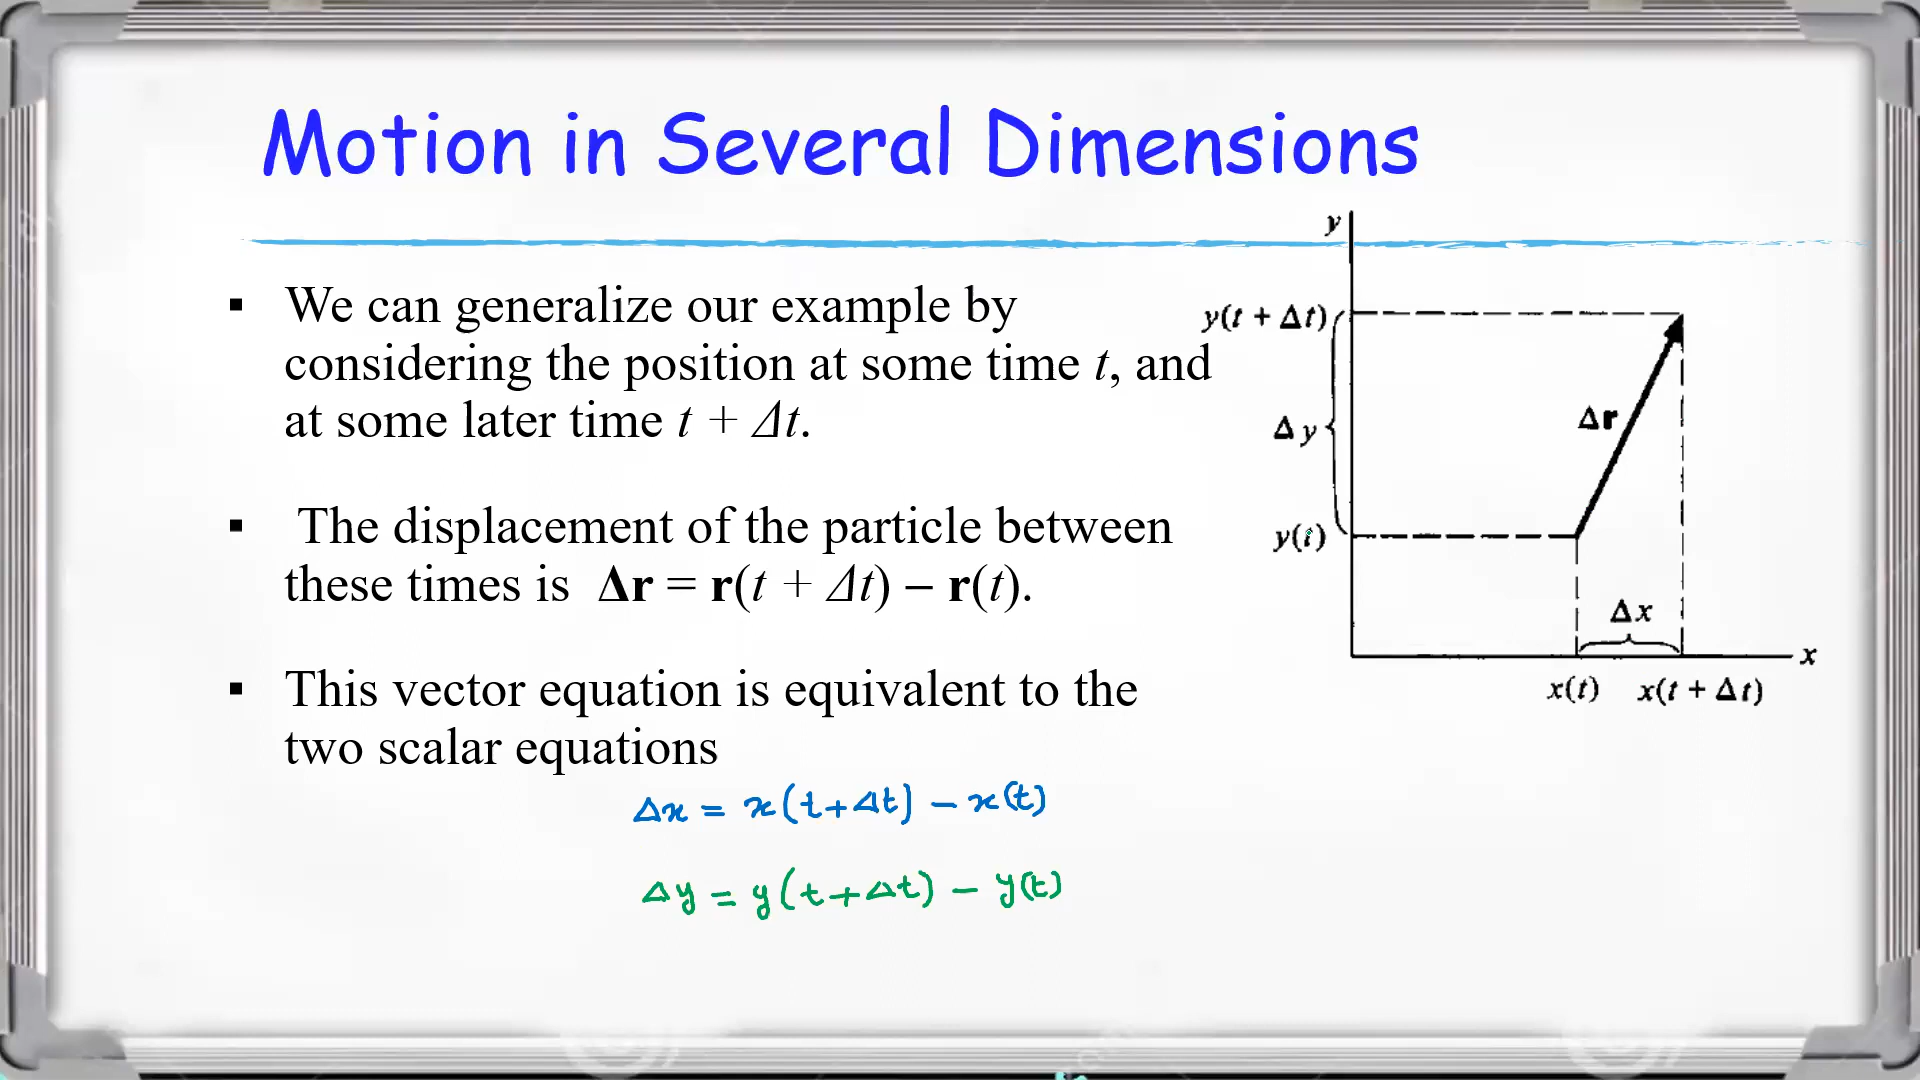 Motion in Several Dimensions
▪ We can generalize our example by
considering the position at some time t, and
at some later time t + Δt.
▪ The displacement of the particle between
these times is Δr = r(t + Δt) – r(t).
▪ This vector equation is equivalent to the
two scalar equations
Δx = x(t+Δt) − x(t)
Δy = y(t+Δt) − y(t)
y
y(t + Δt)
Δr
Δy
y(t)
Δx
x
x(t) x(t + Δt)